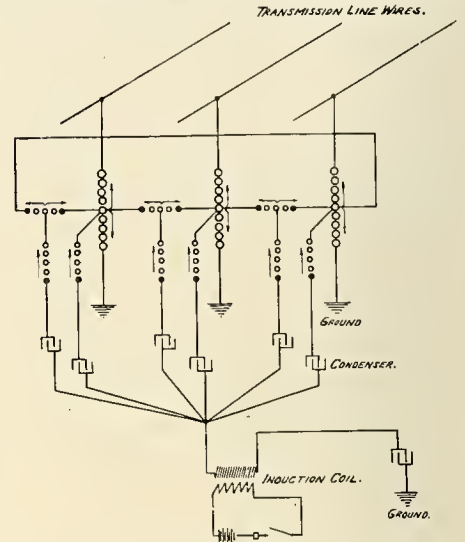 TRANSMISSION LINE WIRES.
GROUND
CONDENSER.
INDUCTION COIL.
GROUND.